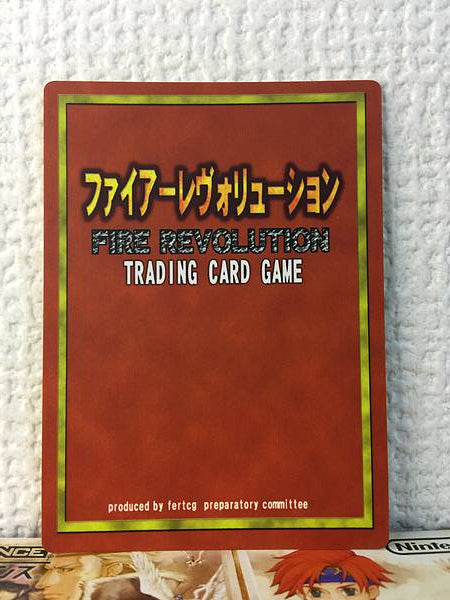 ファイアーレヴォリューション
FIRE REVOLUTION
TRADING CARD GAME
produced by fertcg preparatory committee